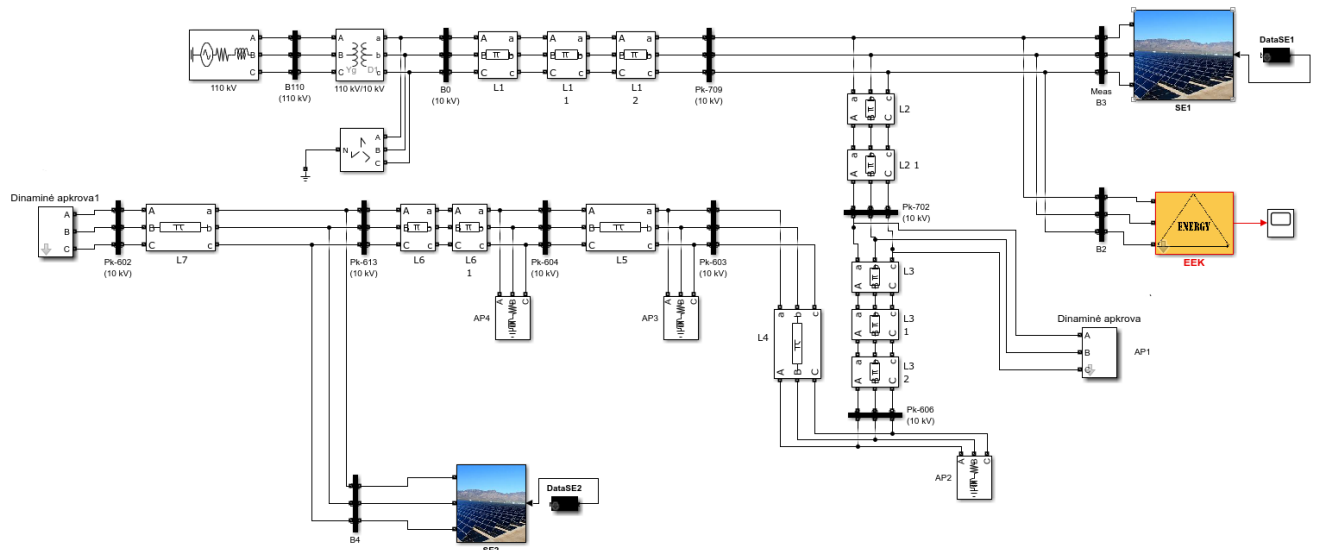 A
B
C
110 kV
B110
(110 kV)
A
B
C
a
b
c
Yg
D1
110 kV/10 kV
B0
(10 kV)
A
B
C
π
a
b
c
L1
A
B
C
π
a
b
c
L1
1
A
B
C
π
a
b
c
L1
2
Pk-709
(10 kV)
Meas
B3
SE1
DataSE1
N
A
B
C
a b c
π
A B C
L2
a b c
π
A B C
L2 1
Pk-702
(10 kV)
B2
ENERGY
EEK
Dinaminė apkrova1
A
B
C
Pk-602
(10 kV)
A
B
C
π
a
b
c
L7
Pk-613
(10 kV)
A
B
C
π
a
b
c
L6
A
B
C
π
a
b
c
L6
1
Pk-604
(10 kV)
A
B
C
π
a
b
c
L5
Pk-603
(10 kV)
A B C
AP4
A B C
AP3
a b c
π
A B C
L4
a b c
π
A B C
L3
a b c
π
A B C
L3
1
a b c
π
A B C
L3
2
Pk-606
(10 kV)
Dinaminė apkrova
A
B
C
AP1
A B C
AP2
B4
DataSE2